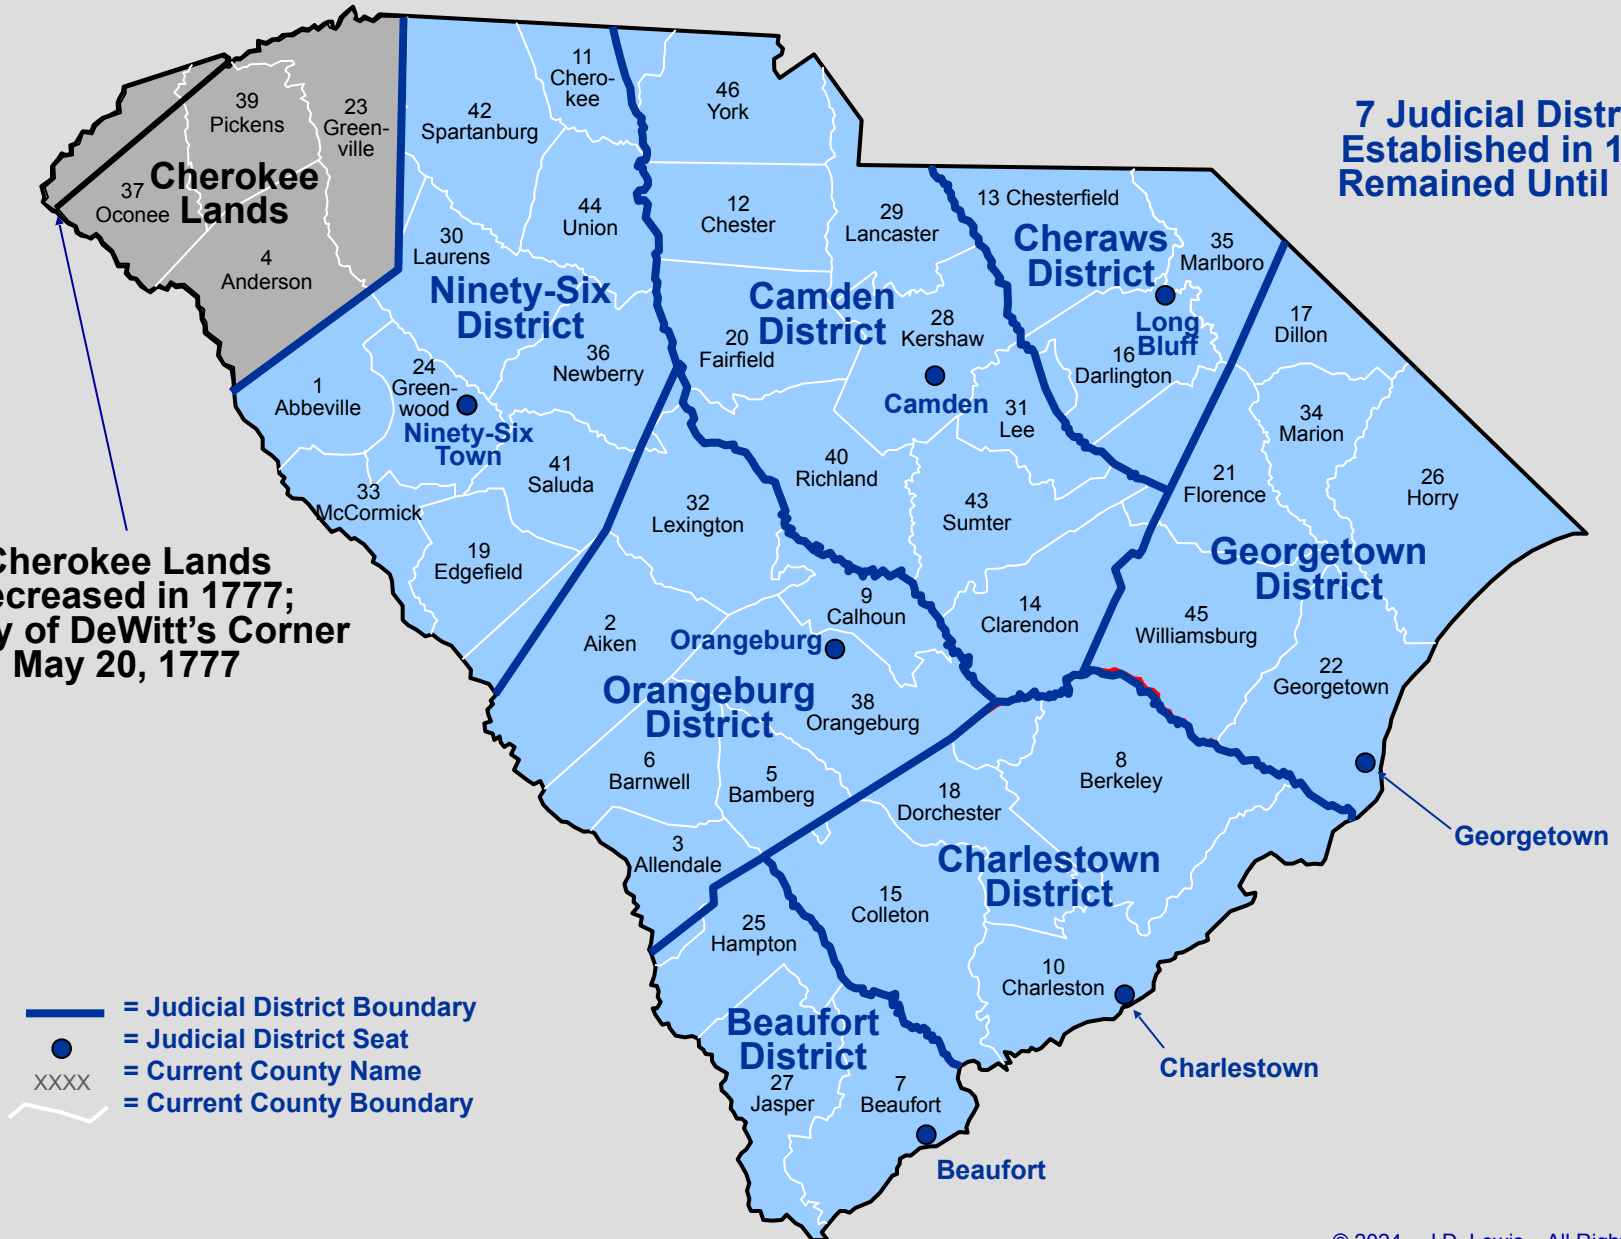 7 Judicial Distr
Established in 1
Remained Until
11
Chero-
kee
46
York
39
Pickens
23
Green-
ville
42
Spartanburg
Cherokee
Lands
37
Oconee
4
Anderson
44
Union
12
Chester
29
Lancaster
13 Chesterfield
Cheraws
District
35
Marlboro
30
Laurens
Ninety-Six
District
Camden
District
20
Fairfield
28
Kershaw
Long
Bluff
17
Dillon
36
Newberry
16
Darlington
1
Abbeville
24
Green-
wood
Ninety-Six
Town
Camden
31
Lee
34
Marion
41
Saluda
40
Richland
21
Florence
26
Horry
33
McCormick
32
Lexington
43
Sumter
19
Edgefield
Georgetown
District
Cherokee Lands
ecreased in 1777;
y of DeWitt's Corner
May 20, 1777
2
Aiken
9
Calhoun
14
Clarendon
45
Williamsburg
Orangeburg
Orangeburg
District
38
Orangeburg
22
Georgetown
6
Barnwell
5
Bamberg
8
Berkeley
18
Dorchester
Georgetown
3
Allendale
Charlestown
District
15
Colleton
25
Hampton
10
Charleston
Charlestown
Beaufort
District
27
Jasper
7
Beaufort
Beaufort
= Judicial District Boundary
= Judicial District Seat
XXXX = Current County Name
= Current County Boundary